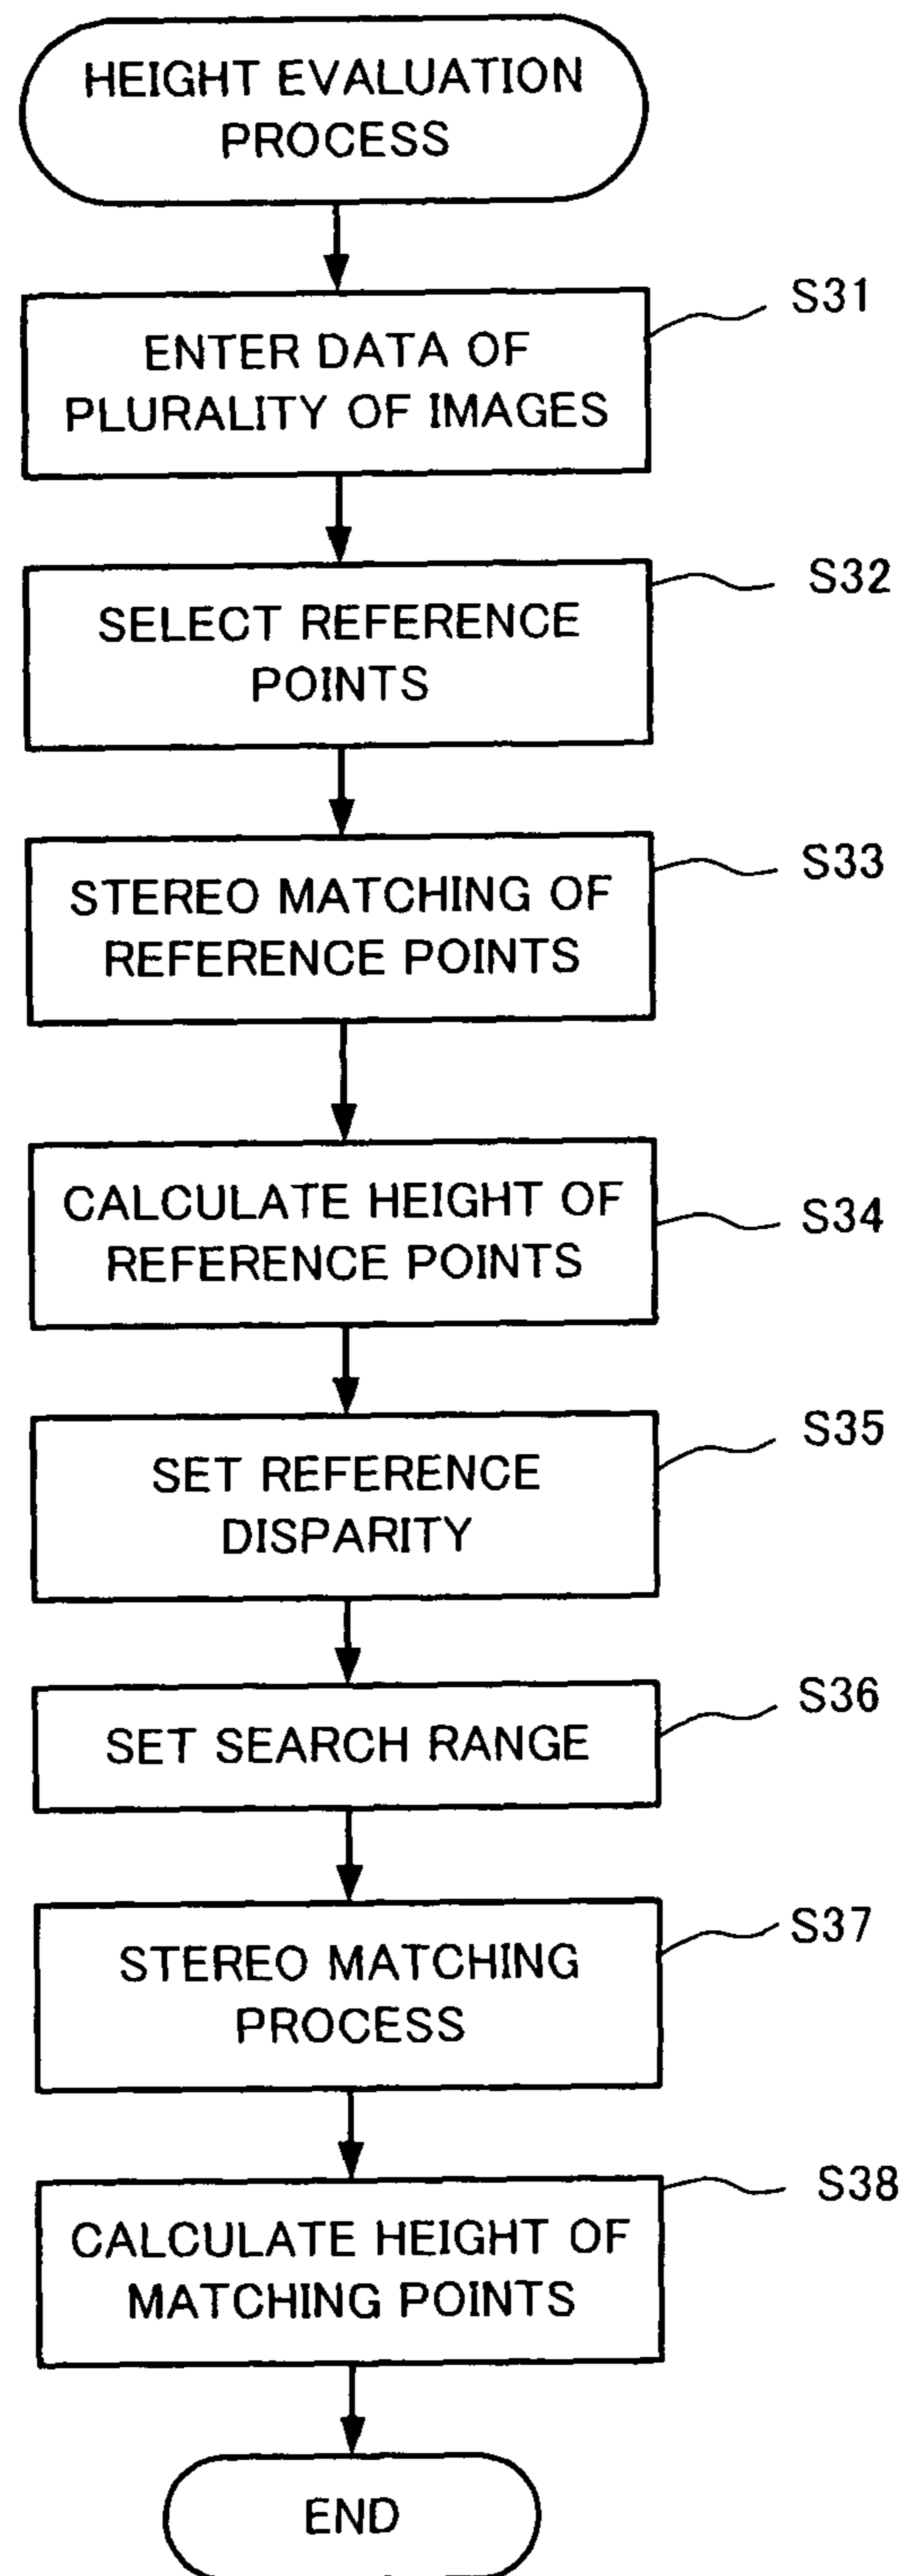 HEIGHT EVALUATION
PROCESS
S31
ENTER DATA OF
PLURALITY OF IMAGES
S32
SELECT REFERENCE
POINTS
S33
STEREO MATCHING OF
REFERENCE POINTS
S34
CALCULATE HEIGHT OF
REFERENCE POINTS
S35
SET REFERENCE
DISPARITY
S36
SET SEARCH RANGE
S37
STEREO MATCHING
PROCESS
S38
CALCULATE HEIGHT OF
MATCHING POINTS
END